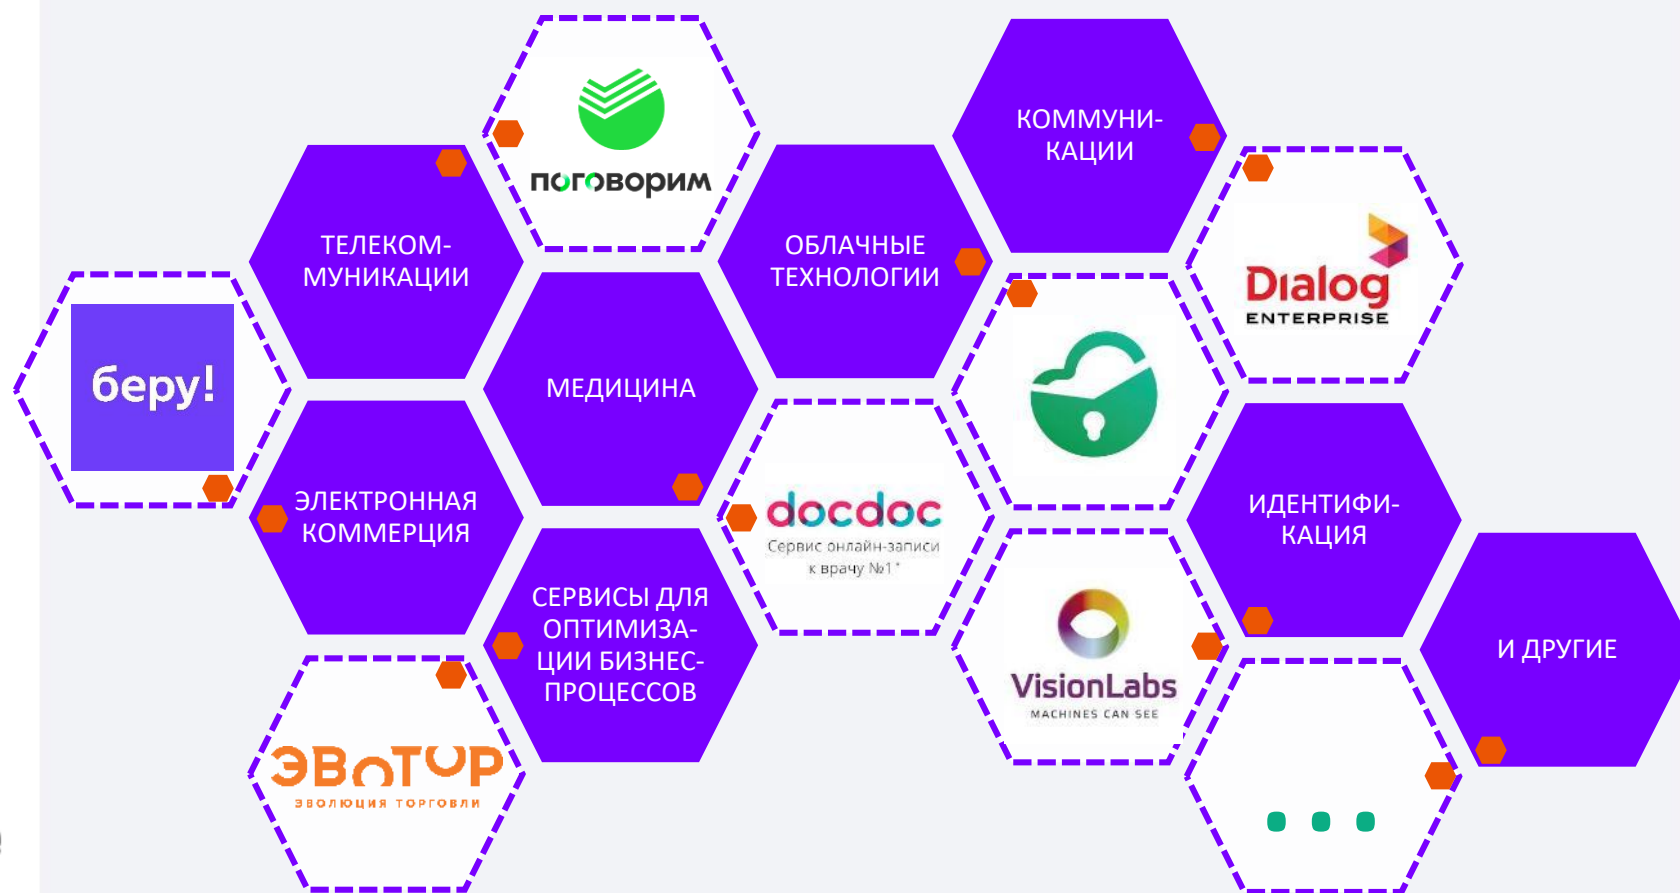 поговорим
КОММУНИ-
КАЦИИ
ТЕЛЕКОМ-
МУНИКАЦИИ
ОБЛАЧНЫЕ
ТЕХНОЛОГИИ
Dialog
ENTERPRISE
беру!
МЕДИЦИНА
ЭЛЕКТРОННАЯ
КОММЕРЦИЯ
docdoc
Сервис онлайн-записи
к врачу №1*
ИДЕНТИФИ-
КАЦИЯ
СЕРВИСЫ ДЛЯ
ОПТИМИЗА-
ЦИИ БИЗНЕС-
ПРОЦЕССОВ
VisionLabs
MACHINES CAN SEE
И ДРУГИЕ
ЭВОТОР
ЭВОЛЮЦИЯ ТОРГОВЛИ
...